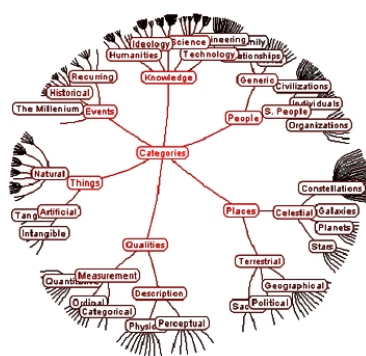 Ideology
Science
Humanities
Technology
Knowledge
Recurring
Historical
The Millenium
Events
Generic
Civilizations
Individuals
People
S. People
Organizations
Categories
Natural
Things
Artificial
Intangible
Places
Constellations
Celestial
Galaxies
Planets
Stars
Qualities
Measurement
Ordinal
Categorical
Description
Perceptual
Terrestrial
Geographical
Political